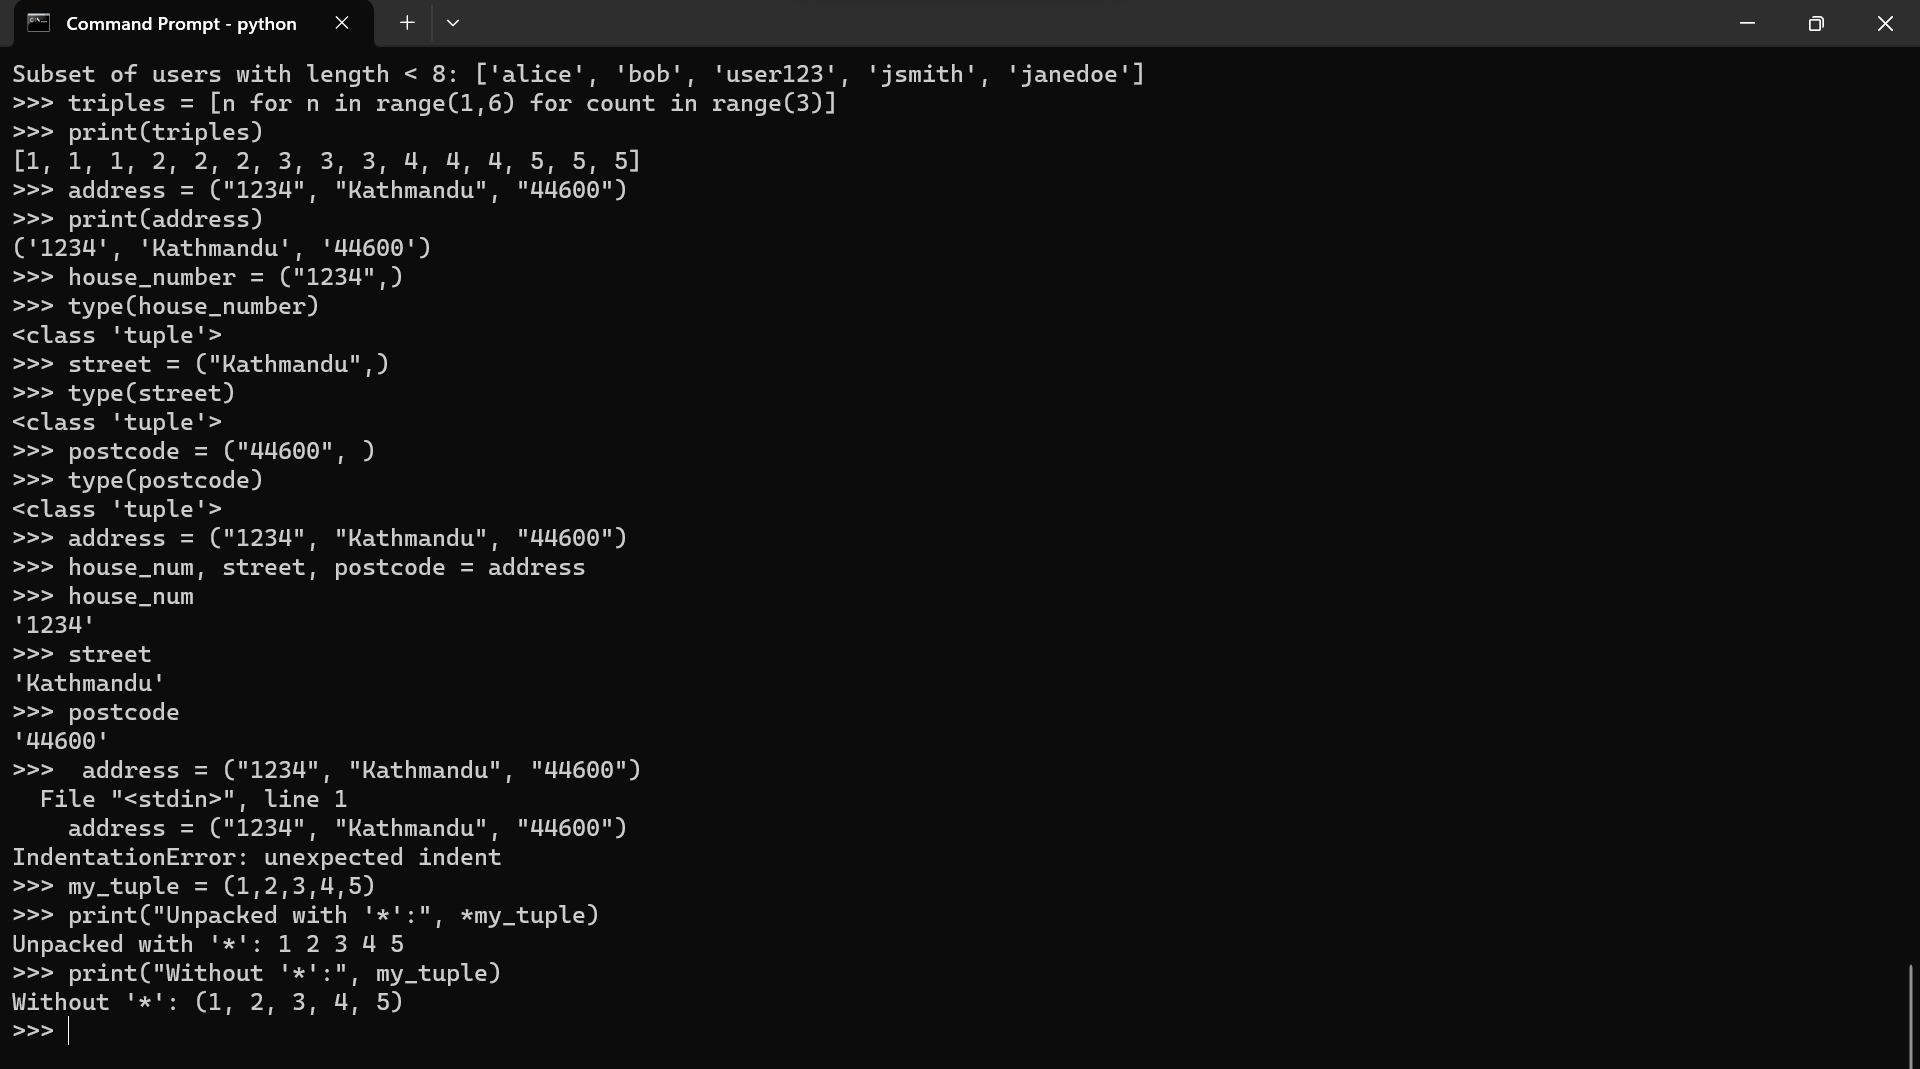 Command Prompt - python
Subset of users with length < 8: ['alice', 'bob', 'user123', 'jsmith', 'janedoe']
>>> triples = [n for n in range(1,6) for count in range(3)]
>>> print(triples)
[1, 1, 1, 2, 2, 2, 3, 3, 3, 4, 4, 4, 5, 5, 5]
>>> address = ("1234", "Kathmandu", "44600")
>>> print(address)
('1234', 'Kathmandu', '44600')
>>> house_number = ("1234",)
>>> type(house_number)
<class 'tuple'>
>>> street = ("Kathmandu",)
>>> type(street)
<class 'tuple'>
>>> postcode = ("44600", )
>>> type(postcode)
<class 'tuple'>
>>> address = ("1234", "Kathmandu", "44600")
>>> house_num, street, postcode = address
>>> house_num
'1234'
>>> street
'Kathmandu'
>>> postcode
'44600'
>>>  address = ("1234", "Kathmandu", "44600")
  File "<stdin>", line 1
    address = ("1234", "Kathmandu", "44600")
IndentationError: unexpected indent
>>> my_tuple = (1,2,3,4,5)
>>> print("Unpacked with '*':", *my_tuple)
Unpacked with '*': 1 2 3 4 5
>>> print("Without '*':", my_tuple)
Without '*': (1, 2, 3, 4, 5)
>>>